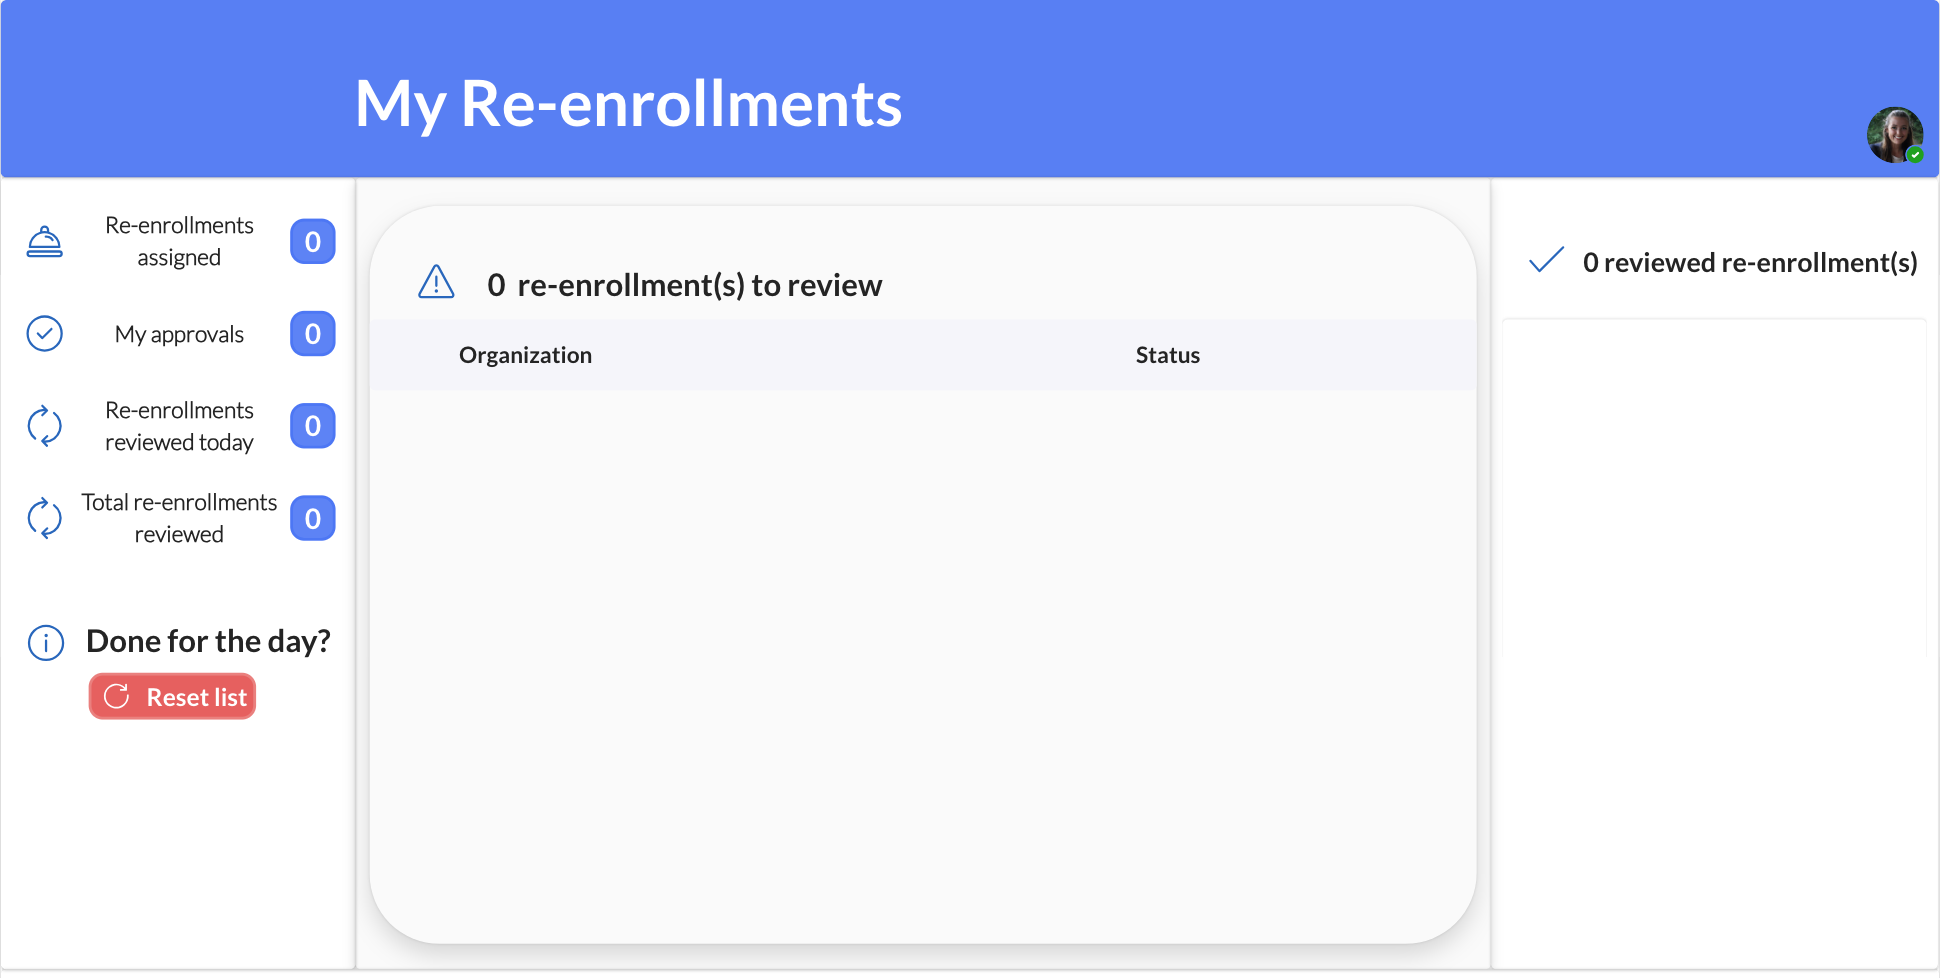 My Re-enrollments
Re-enrollments
assigned
0
My approvals
0
Re-enrollments
reviewed today
0
Total re-enrollments
reviewed
0
Done for the day?
Reset list
0 re-enrollment(s) to review
Organization Status
0 reviewed re-enrollment(s)